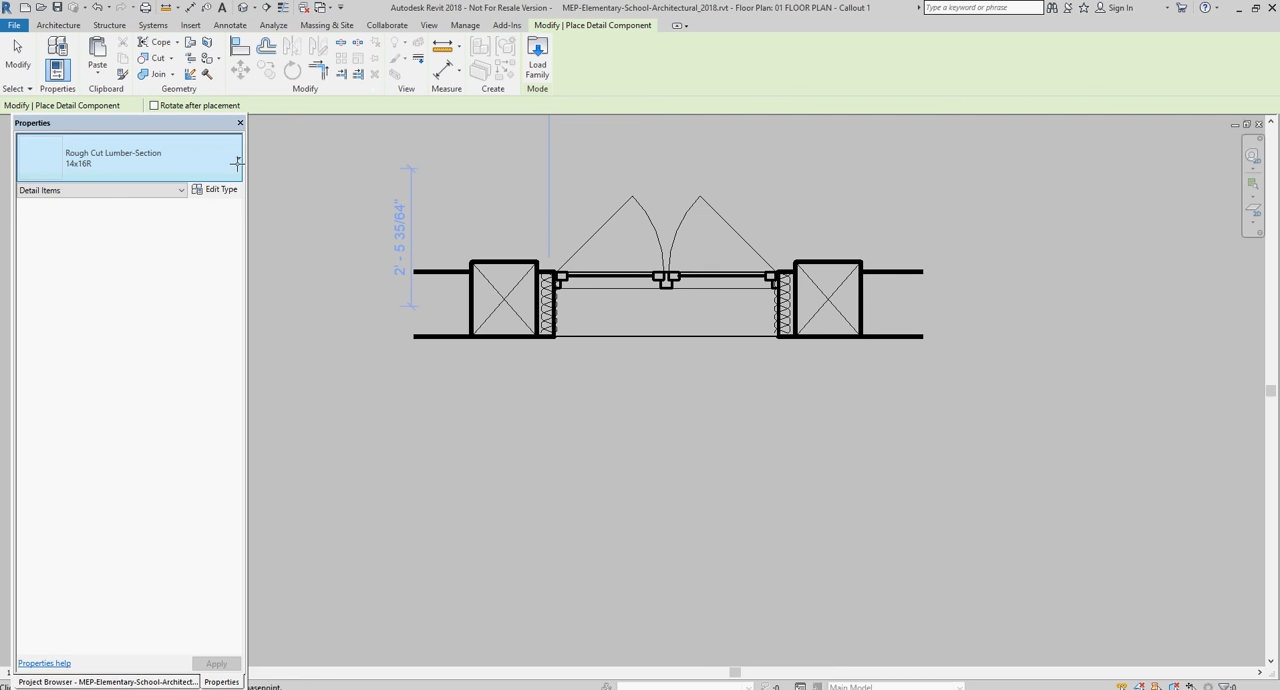 Autodesk Revit 2018 - Not For Resale Version - MEP-Elementary-School-Architectural_2018.rvt - Floor Plan: 01 FLOOR PLAN - Callout 1
Type a keyword or phrase
Sign In
File Architecture Structure Systems Insert Annotate Analyze Massing & Site Collaborate View Manage Add-Ins Modify | Place Detail Component
Modify
Paste
Cope
Cut
Join
Load
Family
Select Properties Clipboard Geometry Modify View Measure Create Mode
Modify | Place Detail Component
Rotate after placement
Properties
Rough Cut Lumber-Section
14x16R
Detail Items
Edit Type
2' - 5 35/64"
Properties help
Apply
Project Browser - MEP-Elementary-School-Architect...
Properties
Main Model
:0
:0